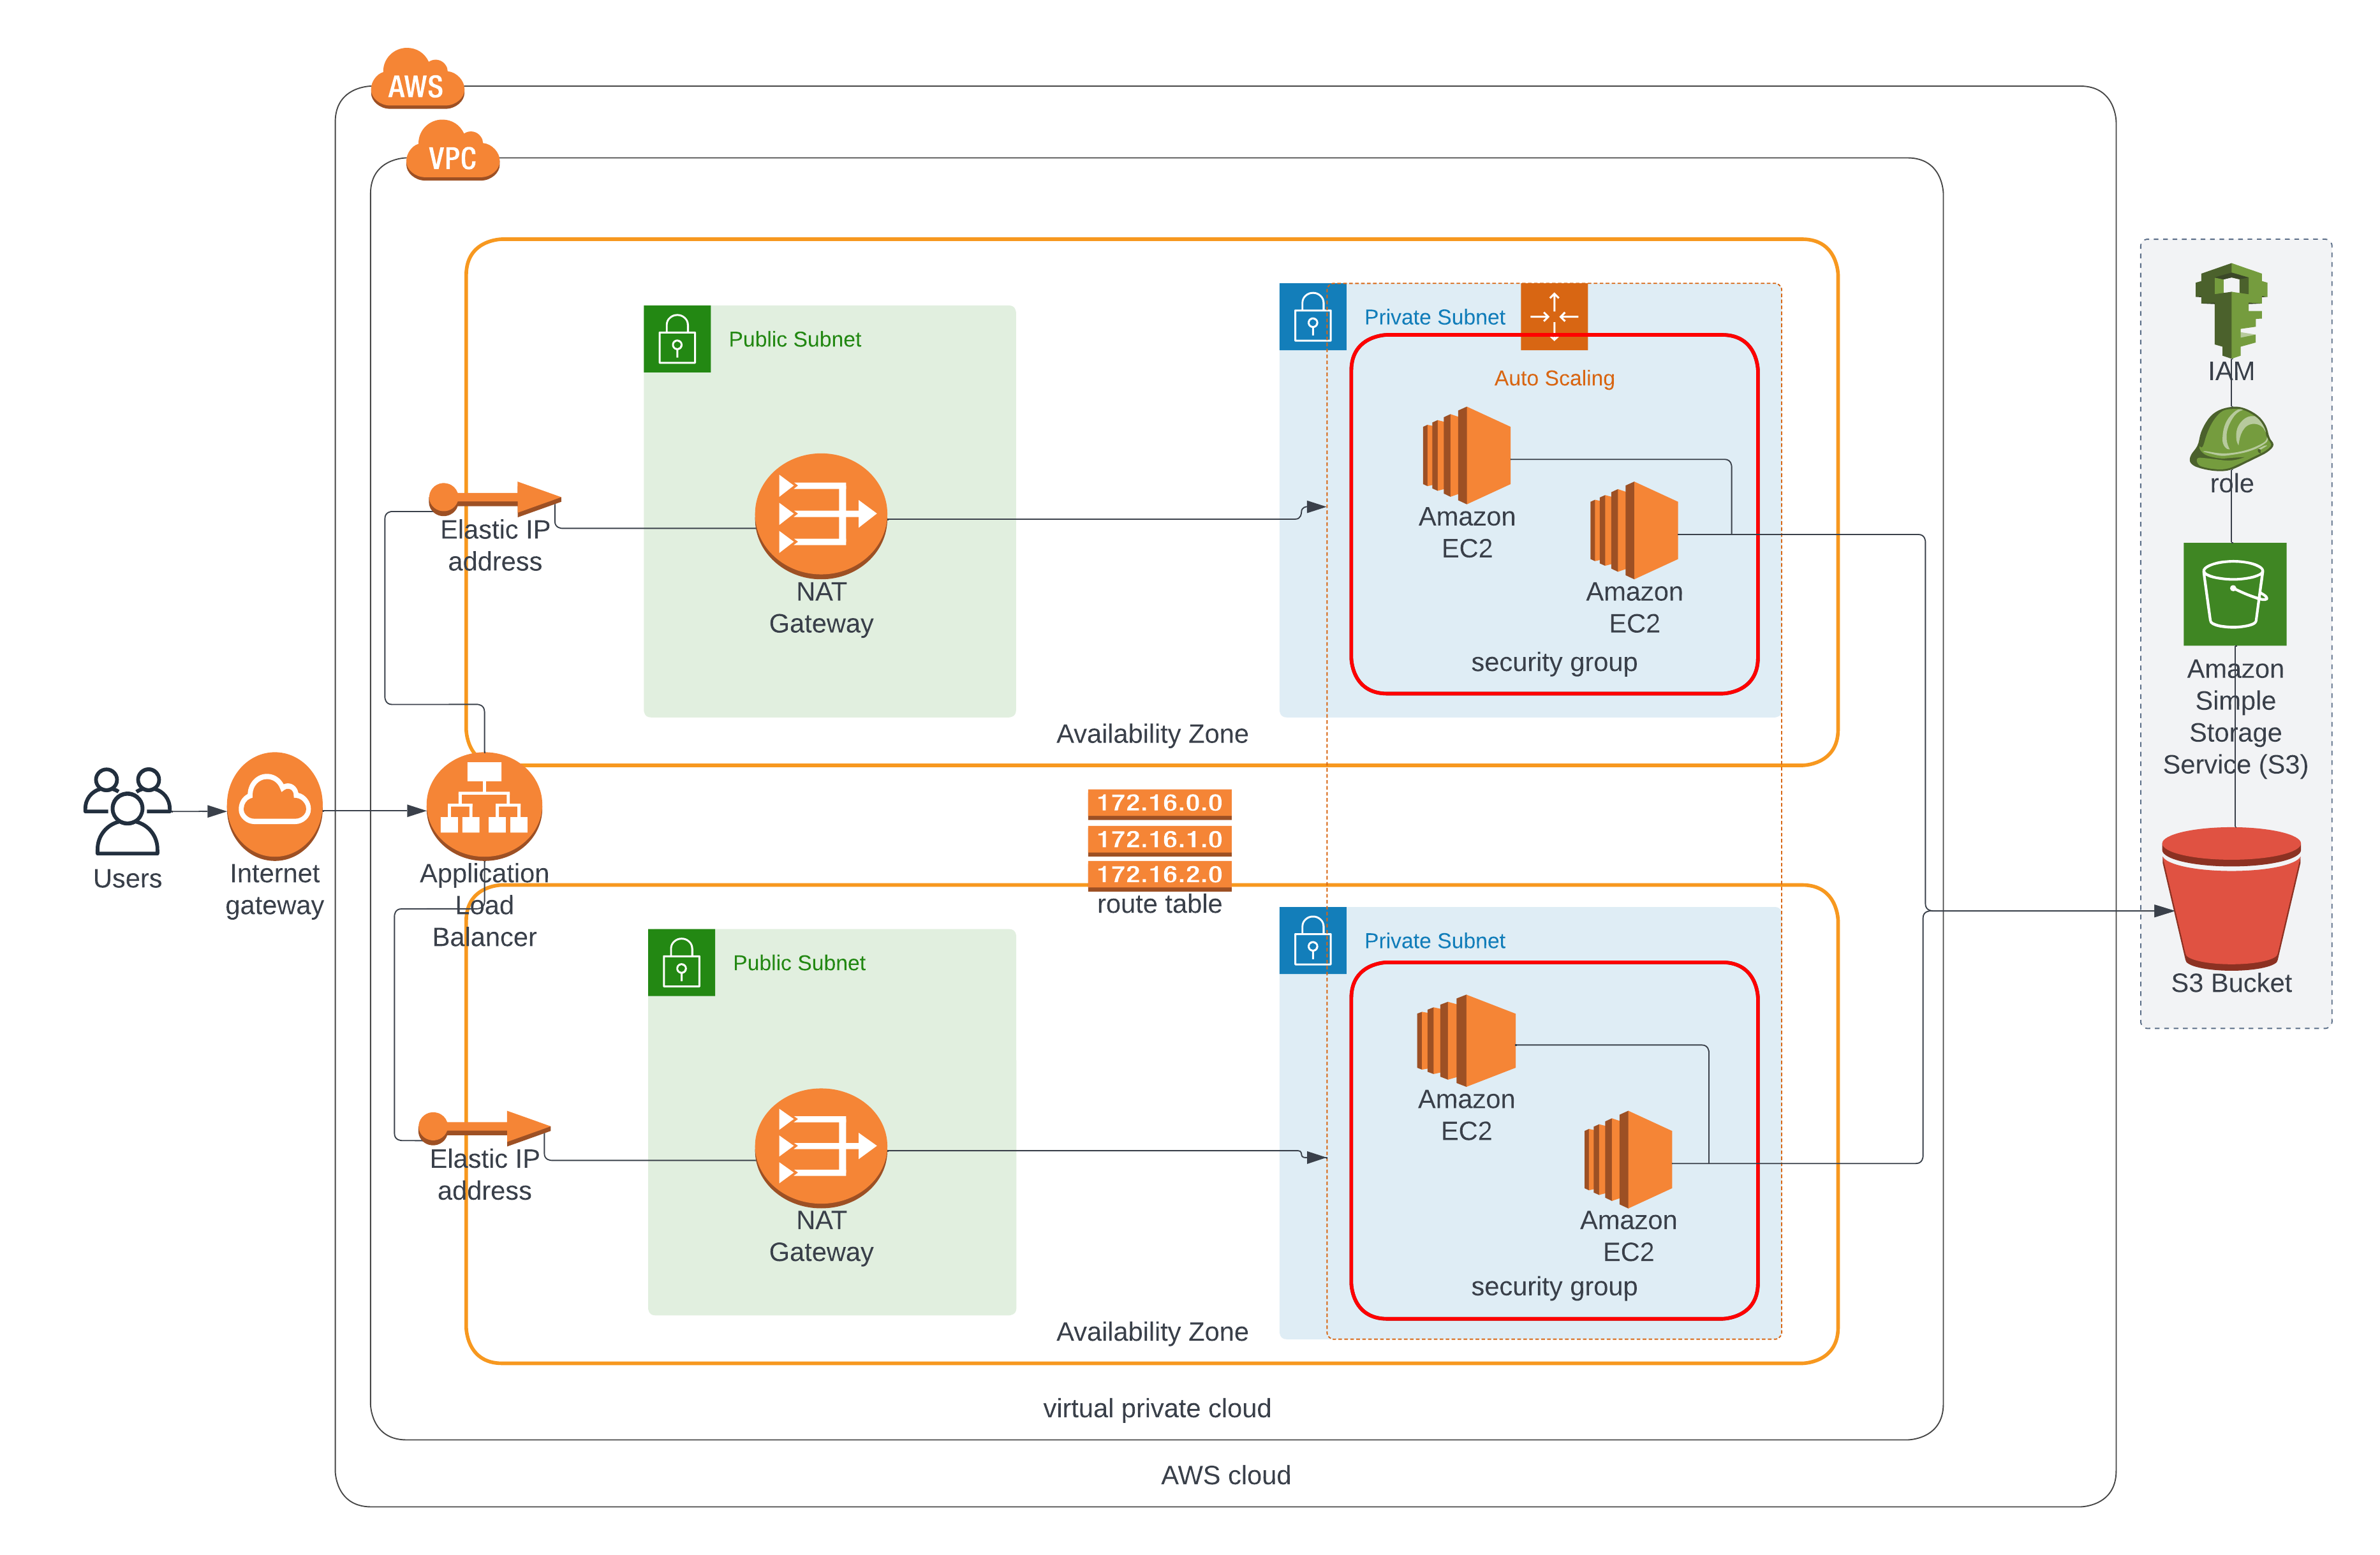 AWS
VPC
Public Subnet
Private Subnet
Auto Scaling
IAM
role
Elastic IP
address
NAT
Gateway
Amazon
EC2
Amazon
EC2
security group
Availability Zone
Amazon
Simple
Storage
Service (S3)
Users
Internet
gateway
Application
Load
Balancer
172.16.0.0
172.16.1.0
172.16.2.0
route table
Public Subnet
Private Subnet
S3 Bucket
Elastic IP
address
NAT
Gateway
Amazon
EC2
Amazon
EC2
security group
Availability Zone
virtual private cloud
AWS cloud